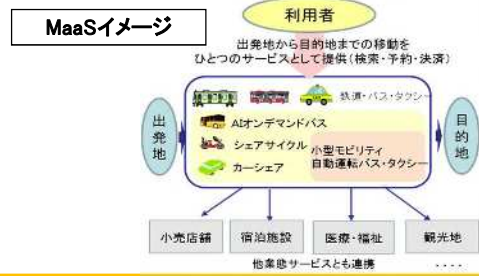 MaaSイメージ
利用者
出発地から目的地までの移動を
ひとつのサービスとして提供(検索・予約・決済)
鉄道・バス・タクシー
出発地
目的地
AIオンデマンドバス
シェアサイクル
カーシェア
小型モビリティ
自動運転バス・タクシー
小売店舗
宿泊施設
医療・福祉
観光地
他業態サービスとも連携
・・・・